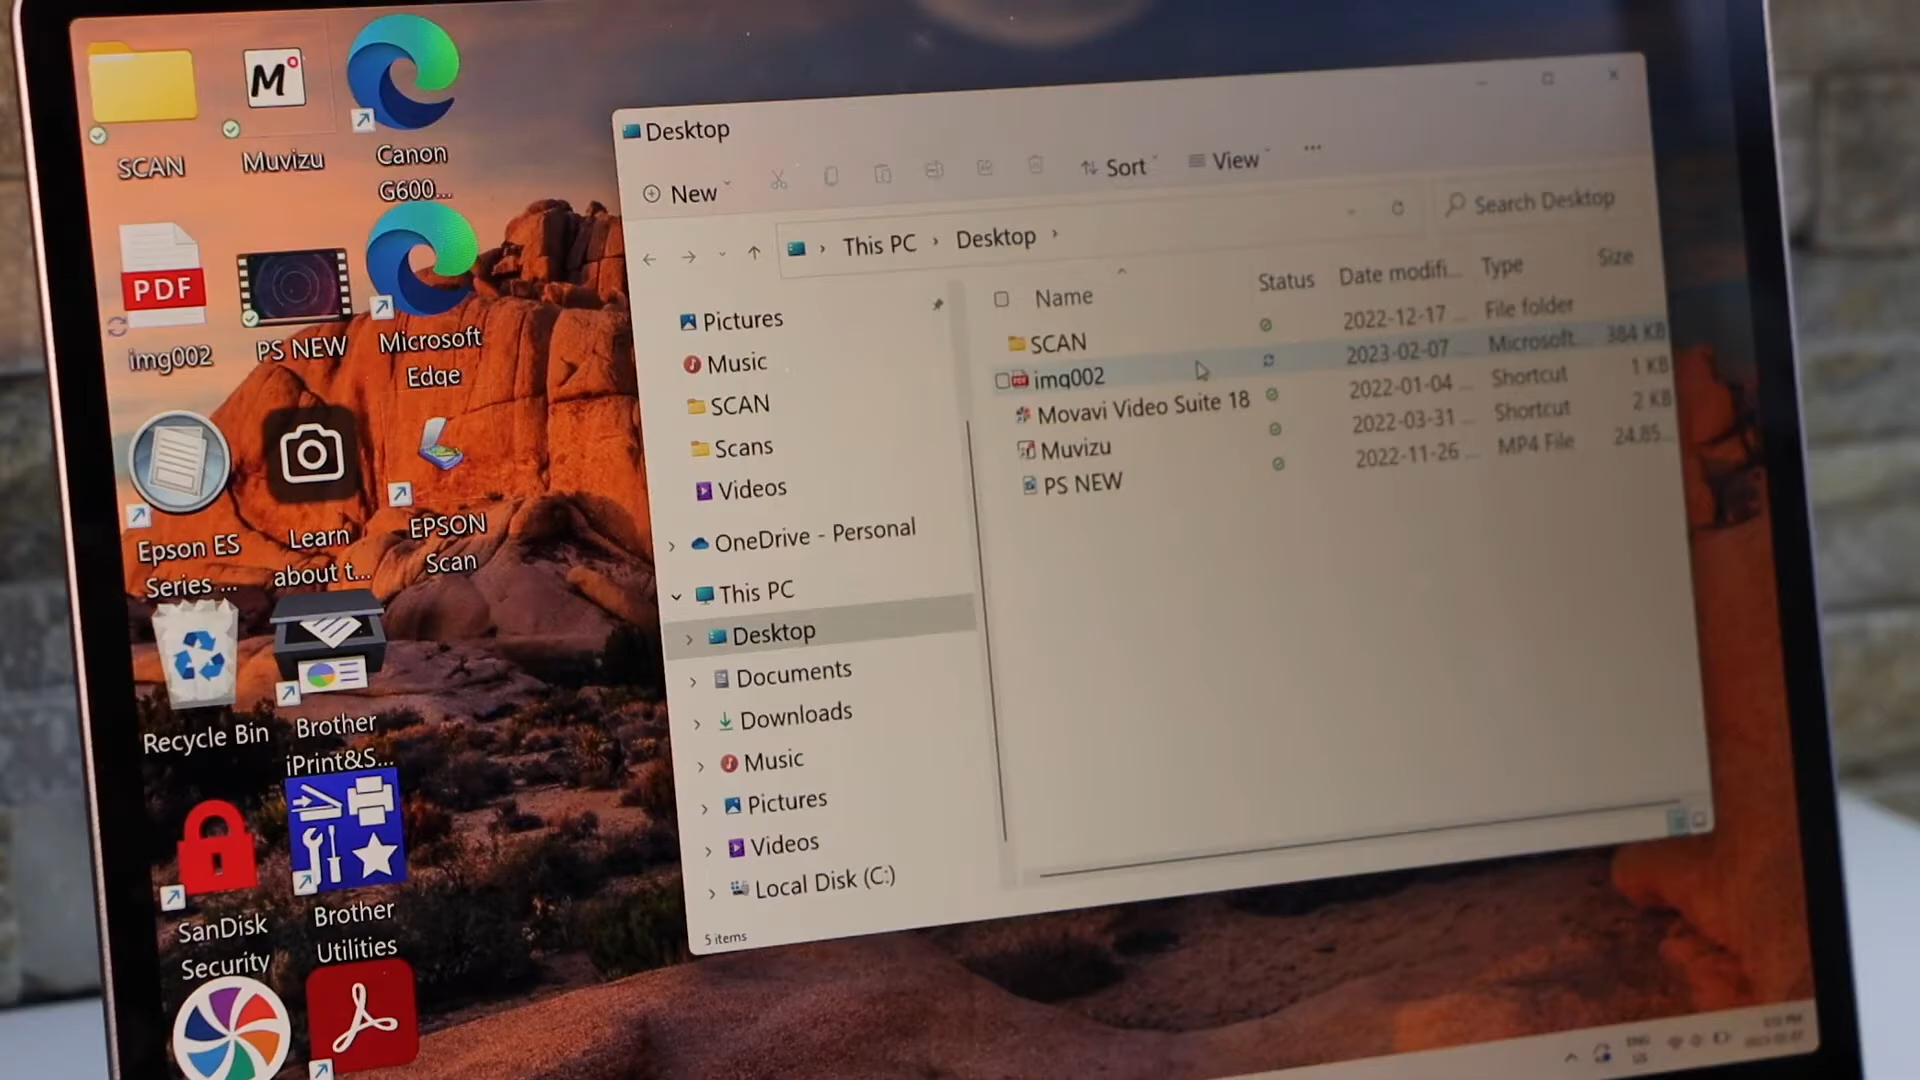 SCAN
Muvizu
Canon
G600...
PDF
img002
PS NEW
Microsoft
Edge
Epson ES
Series ...
Learn
about t...
EPSON
Scan
Recycle Bin
Brother
iPrint&S...
SanDisk
Security
Brother
Utilities
Desktop
New
Sort
View
...
This PC
Desktop
Search Desktop
Pictures
Music
SCAN
Scans
Videos
OneDrive - Personal
This PC
Desktop
Documents
Downloads
Music
Pictures
Videos
Local Disk (C:)
5 items
Name Status Date modifi... Type Size
SCAN 2022-12-17 ... File folder
img002 2023-02-07 ... Microsoft... 384 KB
Movavi Video Suite 18 2022-01-04 ... Shortcut 1 KB
Muvizu 2022-03-31 ... Shortcut 2 KB
PS NEW 2022-11-26 ... MP4 File 24,85...
ENG
US